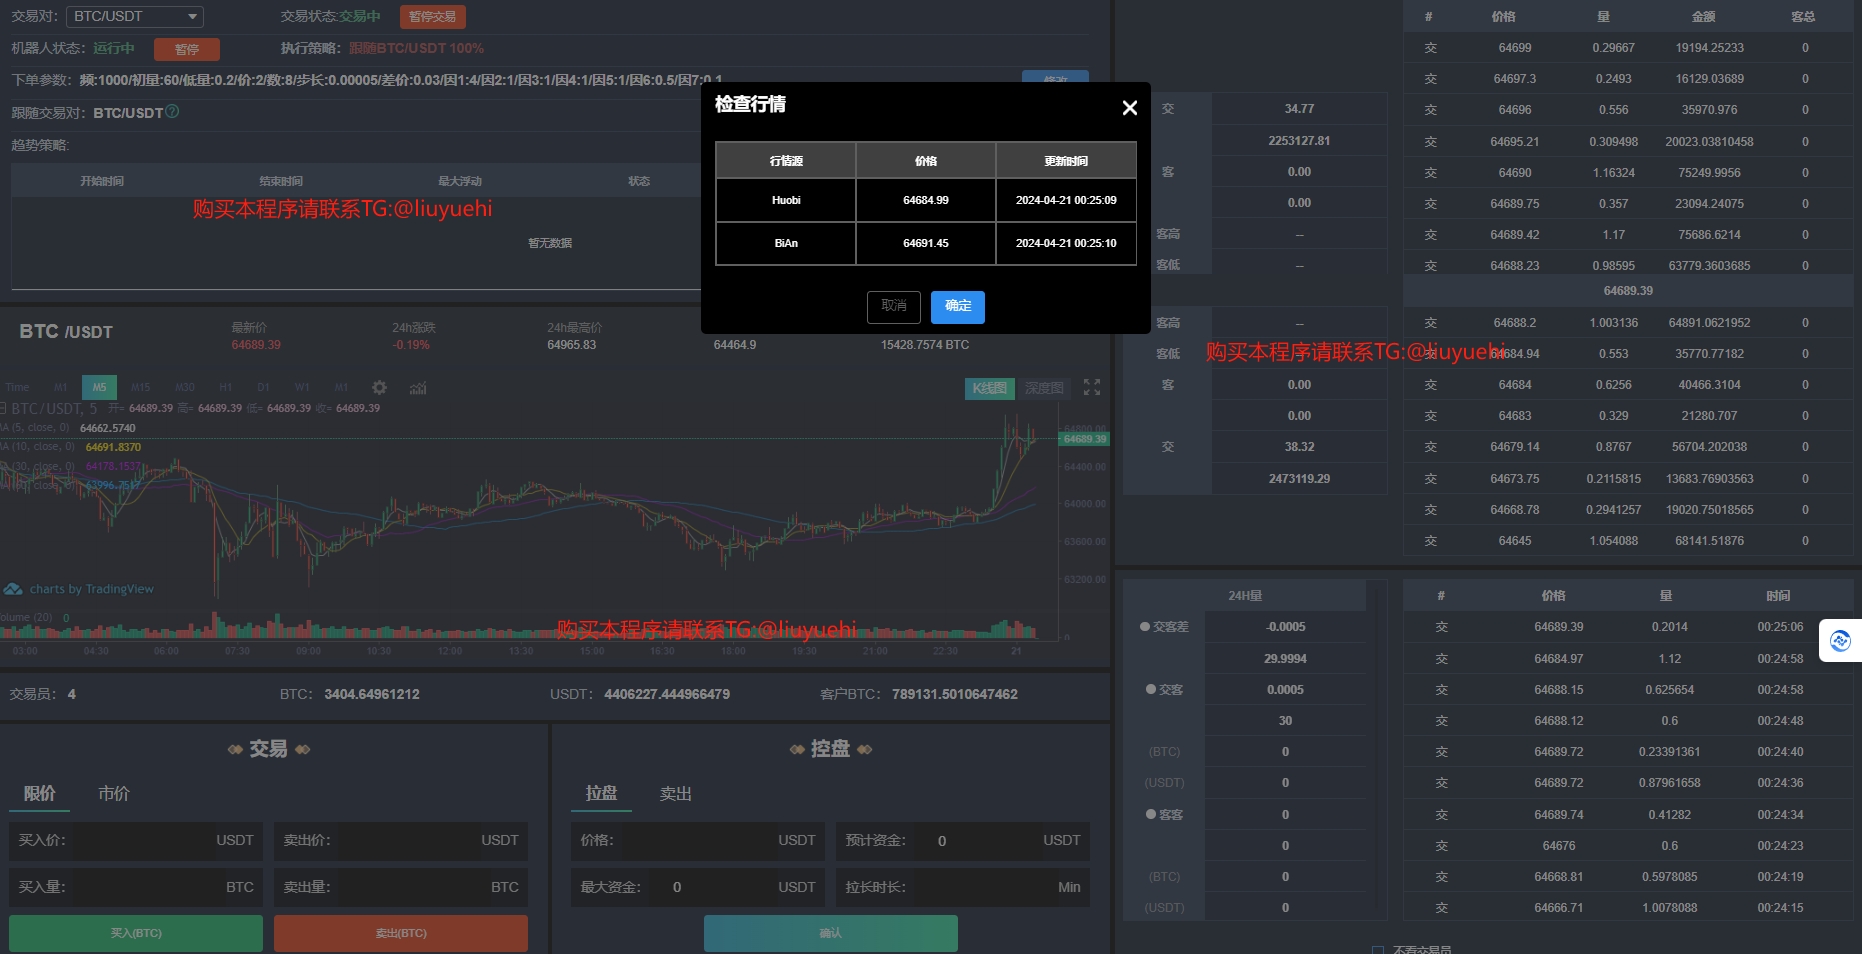 交易对: BTC/USDT 交易状态:交易中 暂停交易
机器人状态: 运行中 暂停 执行策略: 跟随BTC/USDT 100%
下单参数: 频:1000/初量:60/低量:0.2/价:2/数:8/步长:0.00005/差价:0.03/因1:4/因2:1/因3:1/因4:1/因5:1/因6:0.5/因7:0.1 修改
跟随交易对: BTC/USDT
趋势策略:
开始时间 结束时间 最大浮动 状态
购买本程序请联系TG:@liuyuehi
暂无数据
检查行情
行情源 价格 更新时间
Huobi 64684.99 2024-04-21 00:25:09
BiAn 64691.45 2024-04-21 00:25:10
取消 确定
BTC /USDT
最新价 24h涨跌 24h最高价
64689.39 -0.19% 64965.83 64464.9 15428.7574 BTC
Time M1 M5 M15 M30 H1 D1 W1 M1 K线图 深度图
BTC/USDT, 5 开= 64689.39 高= 64689.39 低= 64689.39 收= 64689.39
(5, close, 0) 64662.5740
(10, close, 0) 64691.8370
(30, close, 0) 64178.1537
close, 0)
64800.00
64689.39
64400.00
64000.00
63600.00
63200.00
charts by TradingView
olume (20) 0
0
购买本程序请联系TG:@liuyuehi
03:00 04:30 06:00 07:30 09:00 10:30 12:00 13:30 15:00 16:30 18:00 19:30 21:00 22:30 21
交易员: 4 BTC: 3404.64961212 USDT: 4406227.444966479 客户BTC: 789131.5010647462
交易
限价 市价
买入价: USDT 卖出价: USDT
买入量: BTC 卖出量: BTC
买入(BTC) 卖出(BTC)
控盘
拉盘 卖出
价格: USDT 预计资金: 0 USDT
最大资金: 0 USDT 拉长时长: Min
确认
交 34.77
2253127.81
客 0.00
0.00
客高 --
客低 --
客高 --
客低
购买本程序请联系TG:@liuyuehi
客 0.00
0.00
交 38.32
2473119.29
# 价格 量 金额 客总
交 64699 0.29667 19194.25233 0
交 64697.3 0.2493 16129.03689 0
交 64696 0.556 35970.976 0
交 64695.21 0.309498 20023.03810458 0
交 64690 1.16324 75249.9956 0
交 64689.75 0.357 23094.24075 0
交 64689.42 1.17 75686.6214 0
交 64688.23 0.98595 63779.3603685 0
64689.39
交 64688.2 1.003136 64891.0621952 0
交 64684.94 0.553 35770.77182 0
交 64684 0.6256 40466.3104 0
交 64683 0.329 21280.707 0
交 64679.14 0.8767 56704.202038 0
交 64673.75 0.2115815 13683.76903563 0
交 64668.78 0.2941257 19020.75018565 0
交 64645 1.054088 68141.51876 0
24H量
交客差 -0.0005
29.9994
交客 0.0005
30
(BTC) 0
(USDT) 0
客客 0
0
(BTC) 0
(USDT) 0
# 价格 量 时间
交 64689.39 0.2014 00:25:06
交 64684.97 1.12 00:24:58
交 64688.15 0.625654 00:24:58
交 64688.12 0.6 00:24:48
交 64689.72 0.23391361 00:24:40
交 64689.72 0.87961658 00:24:36
交 64689.74 0.41282 00:24:34
交 64676 0.6 00:24:23
交 64668.81 0.5978085 00:24:19
交 64666.71 1.0078088 00:24:15
不看交易员